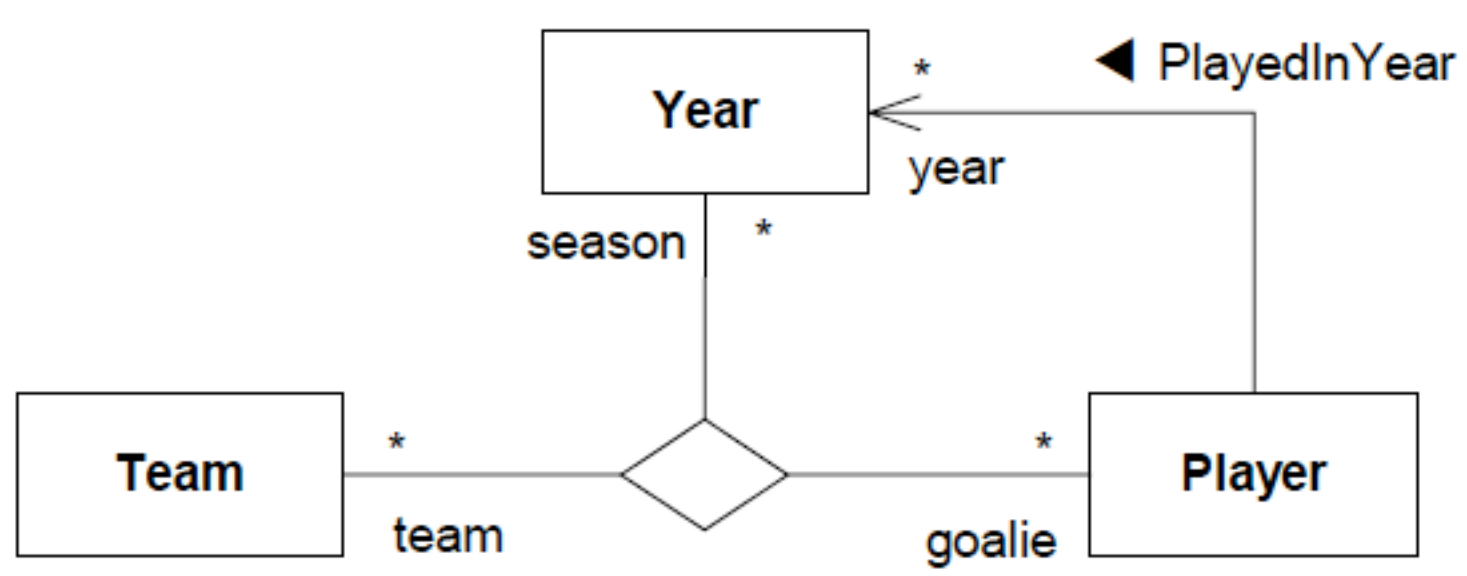 *
◀ PlayedInYear
Year
year
season
*
Team
*
*
Player
team
goalie